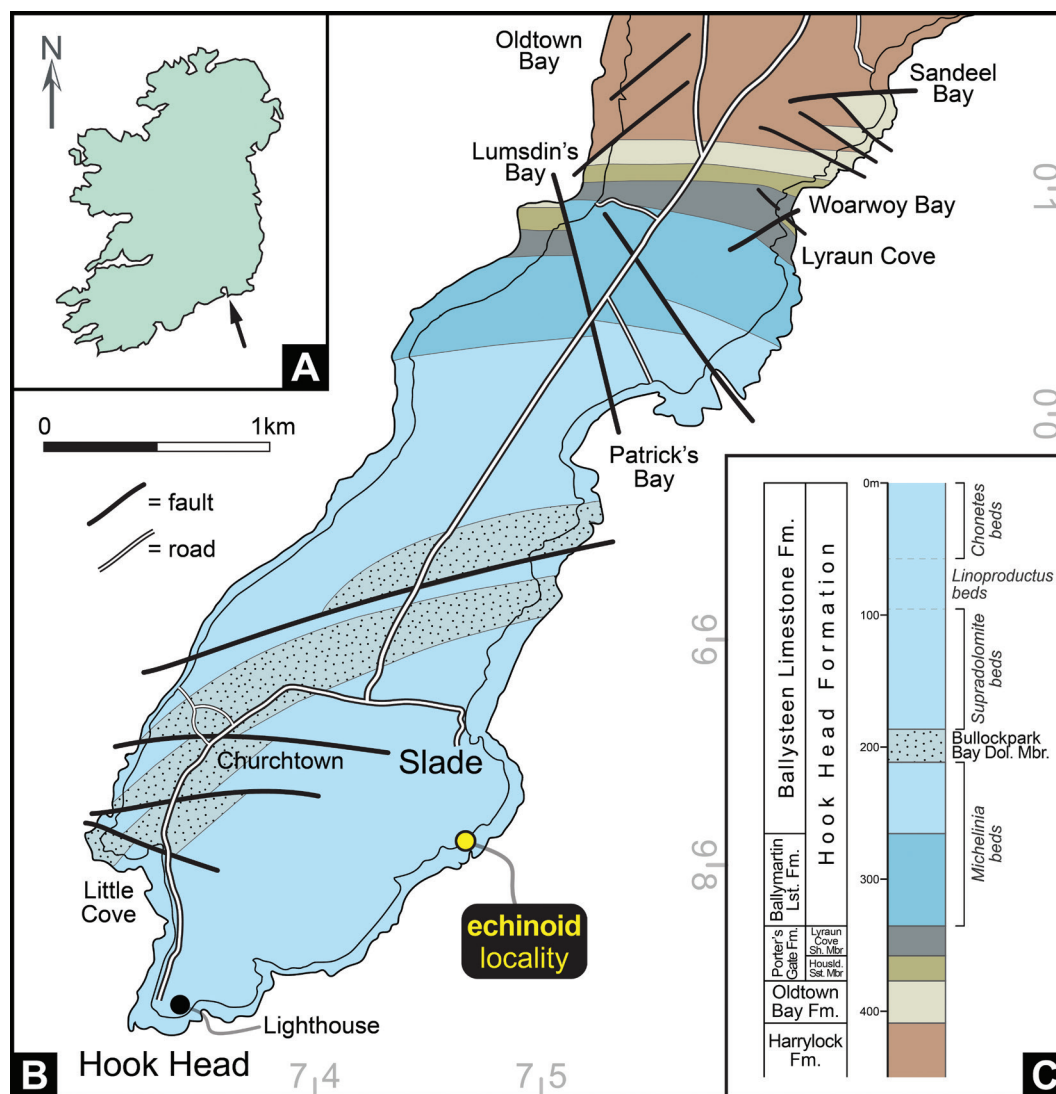 N
A
Oldtown
Bay
Sandeel
Bay
Lumsdin's
Bay
Woarwoy Bay
Lyraun Cove
0 1km
= fault
= road
Patrick's
Bay
Churchtown
Slade
Little
Cove
echinoid
locality
Lighthouse
Hook Head
B
7 4
7 5
0 1
0 0
9 9
9 8
0m
100
200
300
400
Ballysteen Limestone Fm.
Ballymartin
Lst. Fm.
Hook Head Formation
Porter's
Gate Fm.
Lyraun
Cove
Sh. Mbr
Housld.
Sst. Mbr
Oldtown
Bay Fm.
Harrylock
Fm.
Chonetes
beds
Linoproductus
beds
Supradolomite
beds
Bullockpark
Bay Dol. Mbr.
Michelinia
beds
C